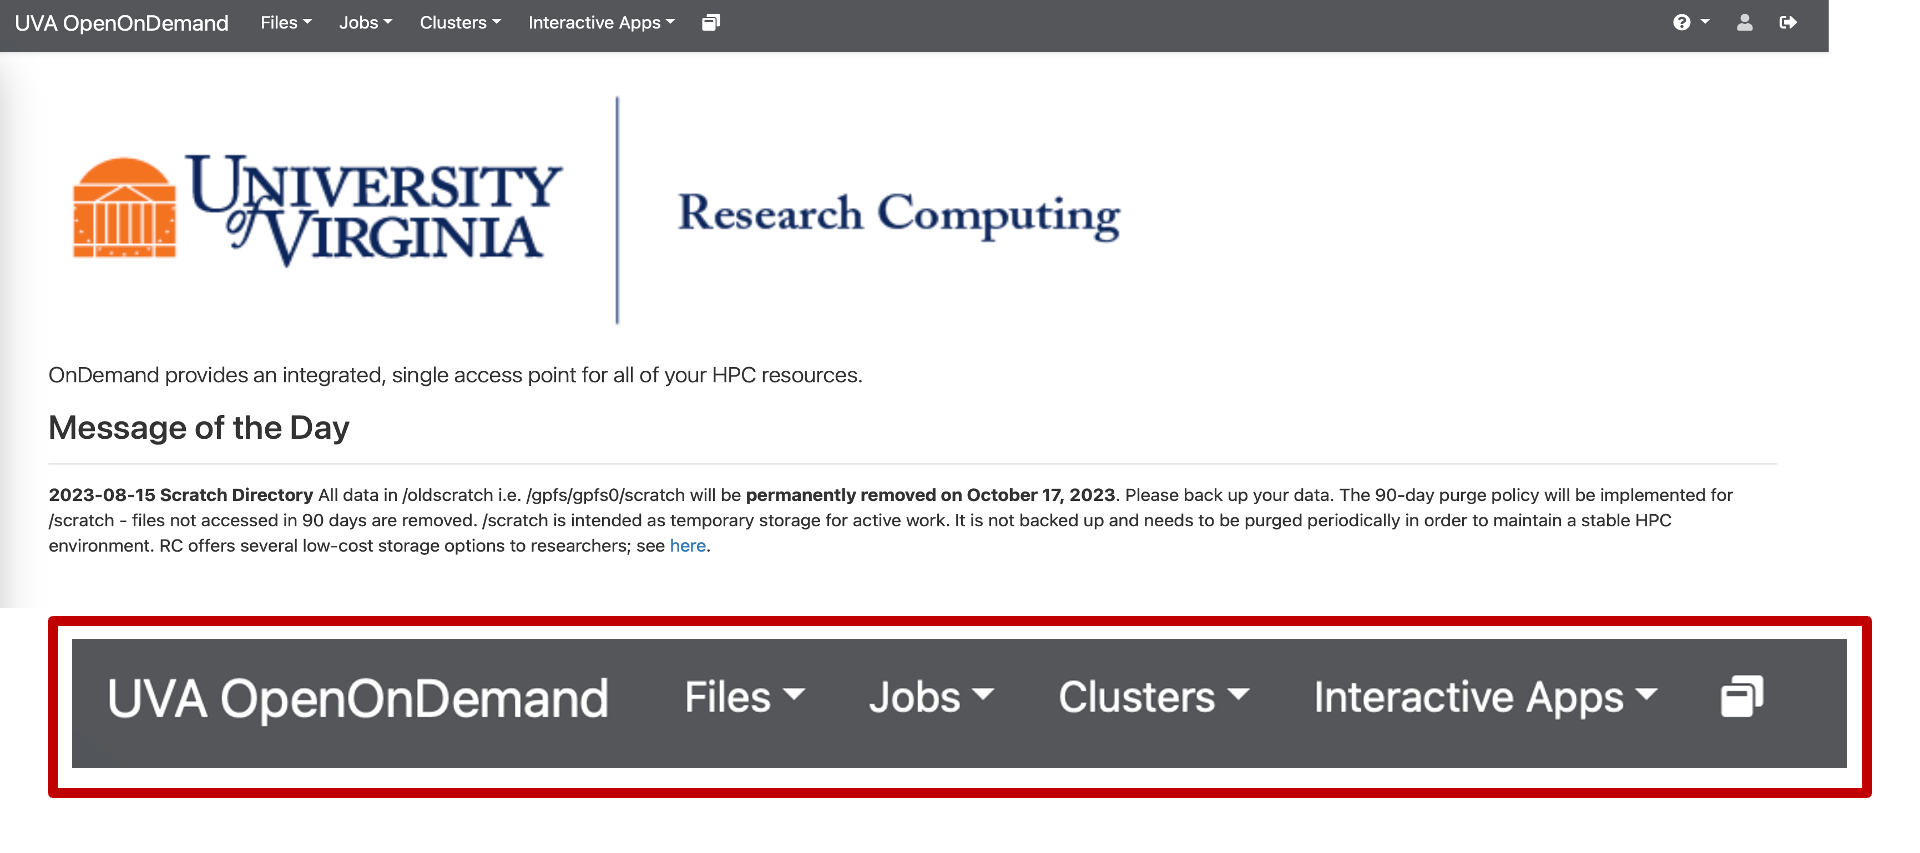 UVA OpenOnDemand Files Jobs Clusters Interactive Apps
UNIVERSITY
of VIRGINIA
Research Computing
OnDemand provides an integrated, single access point for all of your HPC resources.
Message of the Day
2023-08-15 Scratch Directory All data in /oldscratch i.e. /gpfs/gpfs0/scratch will be permanently removed on October 17, 2023. Please back up your data. The 90-day purge policy will be implemented for
/scratch - files not accessed in 90 days are removed. /scratch is intended as temporary storage for active work. It is not backed up and needs to be purged periodically in order to maintain a stable HPC
environment. RC offers several low-cost storage options to researchers; see here.
UVA OpenOnDemand Files Jobs Clusters Interactive Apps